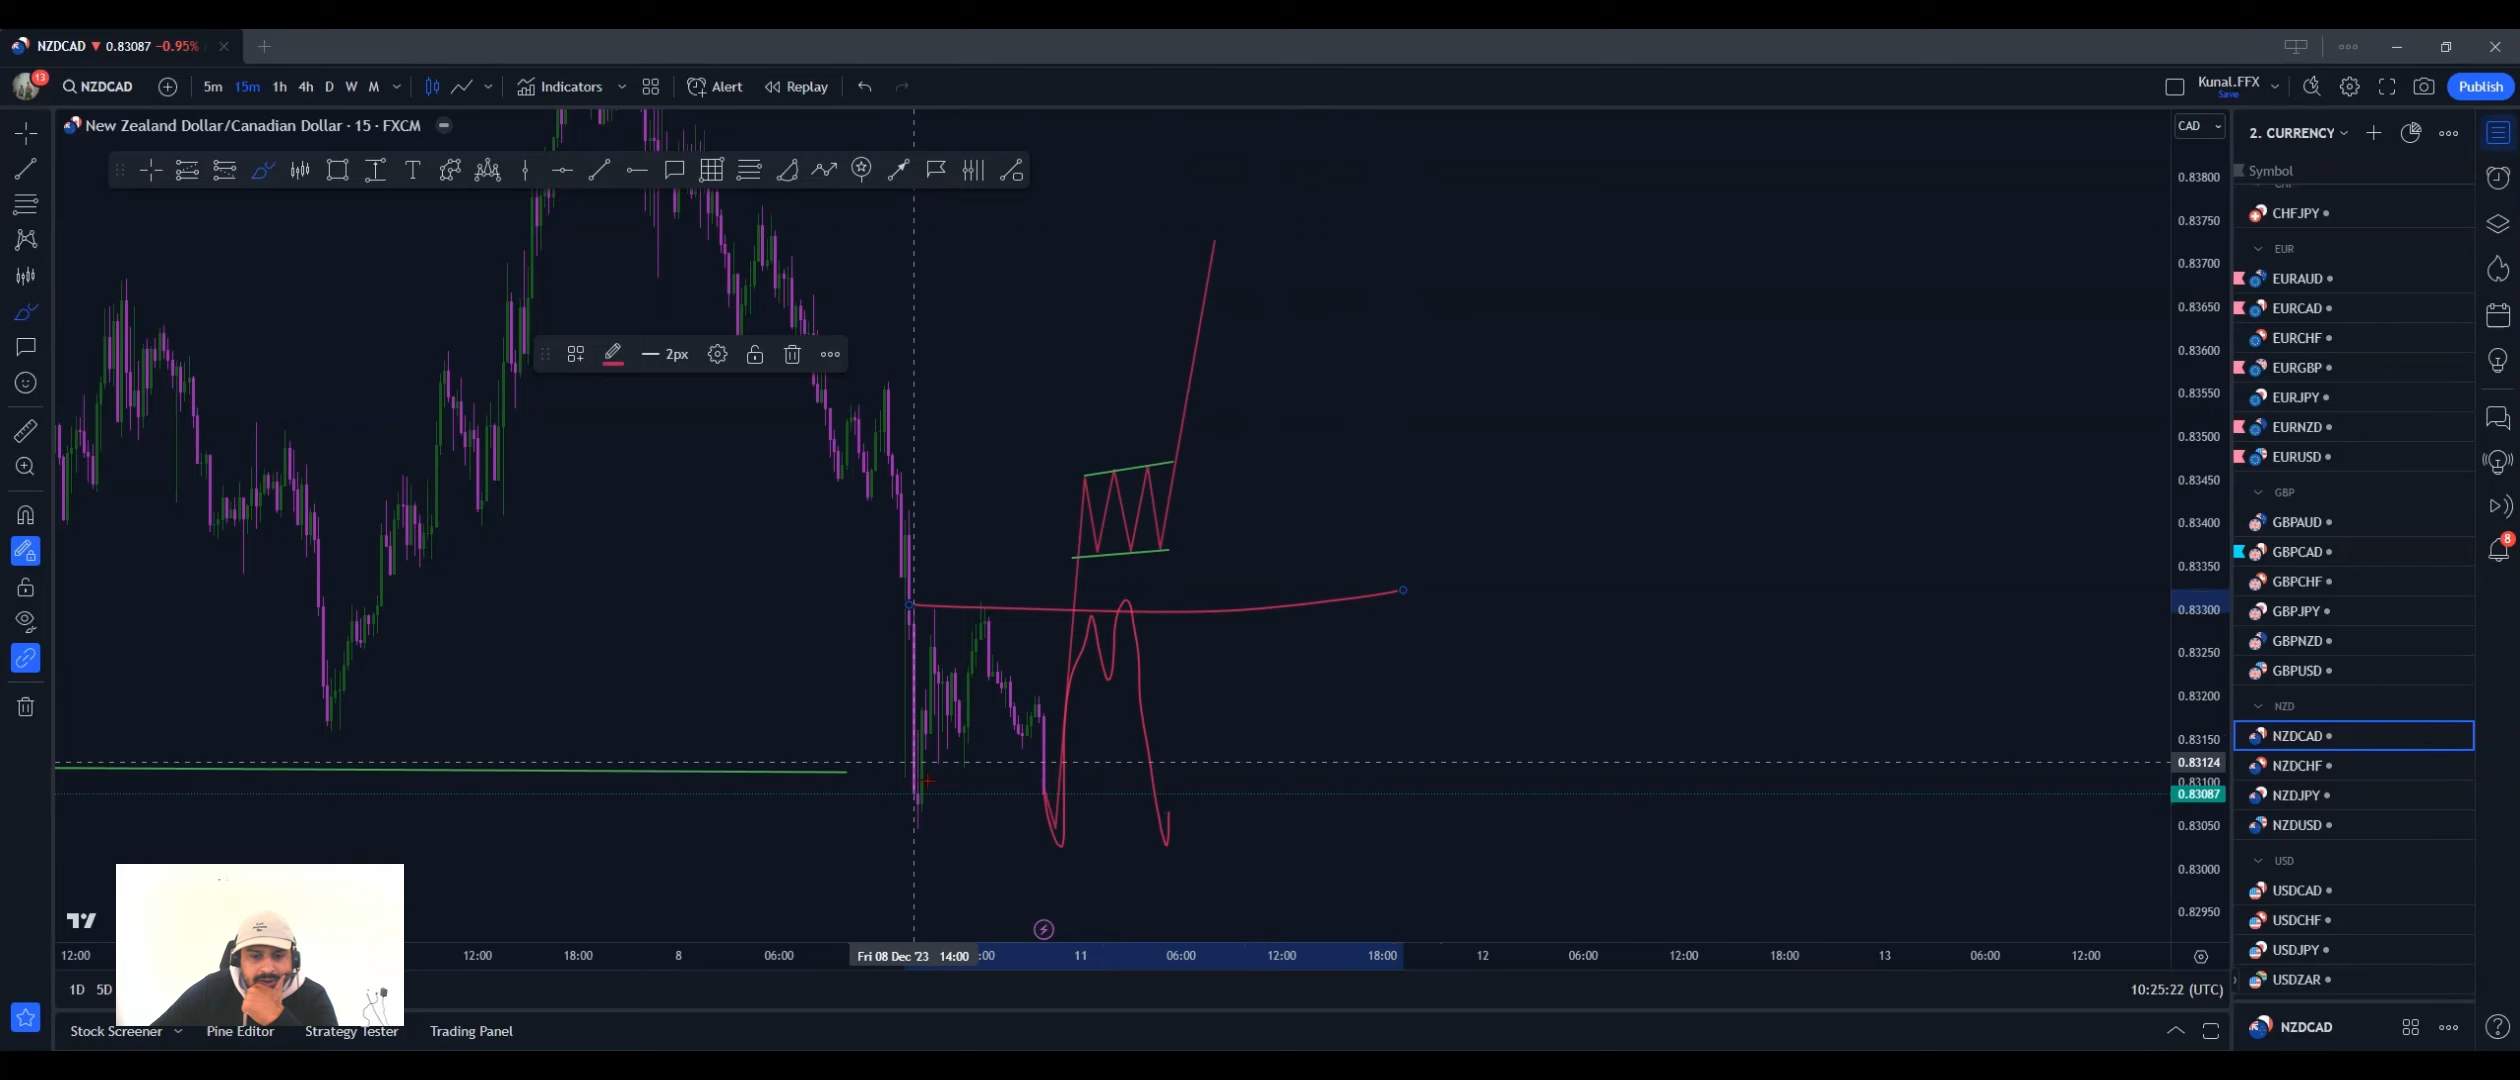 NZDCAD ▼ 0.83087 −0.95%
13
NZDCAD 5m 15m 1h 4h D W M Indicators Alert Replay Kunal.FFX Save Publish
New Zealand Dollar/Canadian Dollar · 15 · FXCM
CAD
2px
0.83800
0.83750
0.83700
0.83650
0.83600
0.83550
0.83500
0.83450
0.83400
0.83350
0.83300
0.83250
0.83200
0.83150
0.83124
0.83100
0.83087
0.83050
0.83000
0.82950
2. CURRENCY
Symbol
CHF
CHFJPY
EUR
EURAUD
EURCAD
EURCHF
EURGBP
EURJPY
EURNZD
EURUSD
GBP
GBPAUD
GBPCAD
GBPCHF
GBPJPY
GBPNZD
GBPUSD
NZD
NZDCAD
NZDCHF
NZDJPY
NZDUSD
USD
USDCAD
USDCHF
USDJPY
USDZAR
NZDCAD
8
12:00 12:00 18:00 8 06:00 Fri 08 Dec '23 14:00 :00 11 06:00 12:00 18:00 12 06:00 12:00 18:00 13 06:00 12:00
1D 5D 10:25:22 (UTC)
Stock Screener Pine Editor Strategy Tester Trading Panel